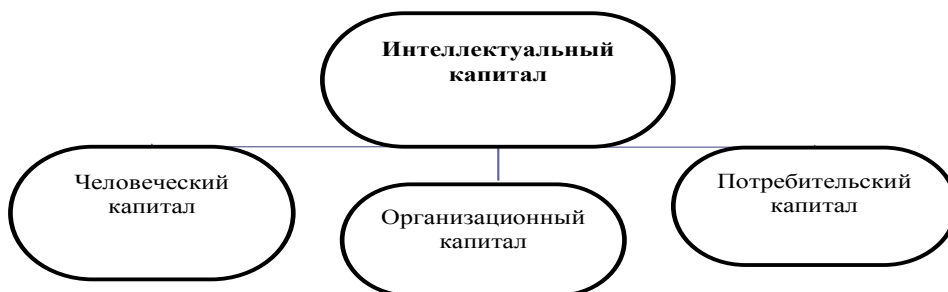 Интеллектуальный
капитал
Человеческий
капитал
Организационный
капитал
Потребительский
капитал